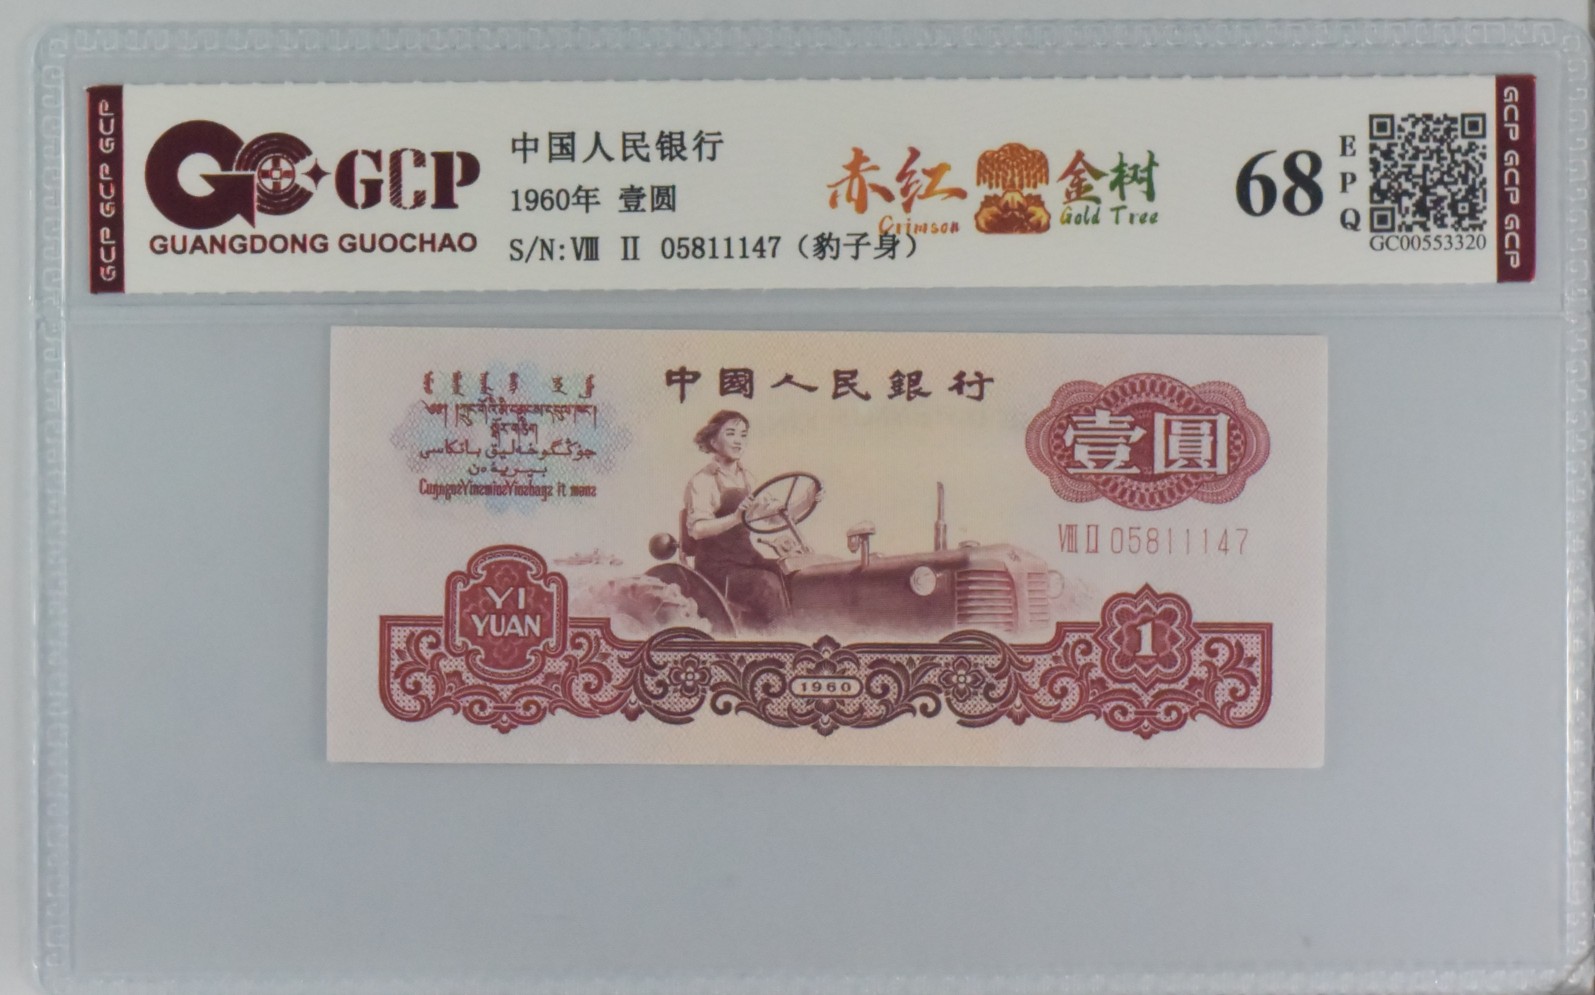 GCP GCP GCP
GCP
GUANGDONG GUOCHAO
中国人民银行
1960年 壹圆
S/N:Ⅷ Ⅱ 05811147（豹子身）
赤红
Crimson
金树
Gold Tree
68
EPQ
GC00553320
GCP GCP GCP
中國人民銀行
壹圓
Ⅷ Ⅱ 05811147
YI
YUAN
1960
1